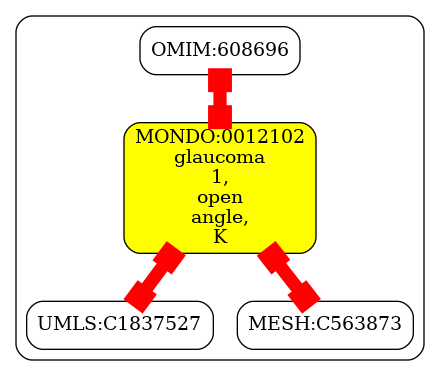 OMIM:608696
MONDO:0012102
glaucoma
1,
open
angle,
K
UMLS:C1837527
MESH:C563873